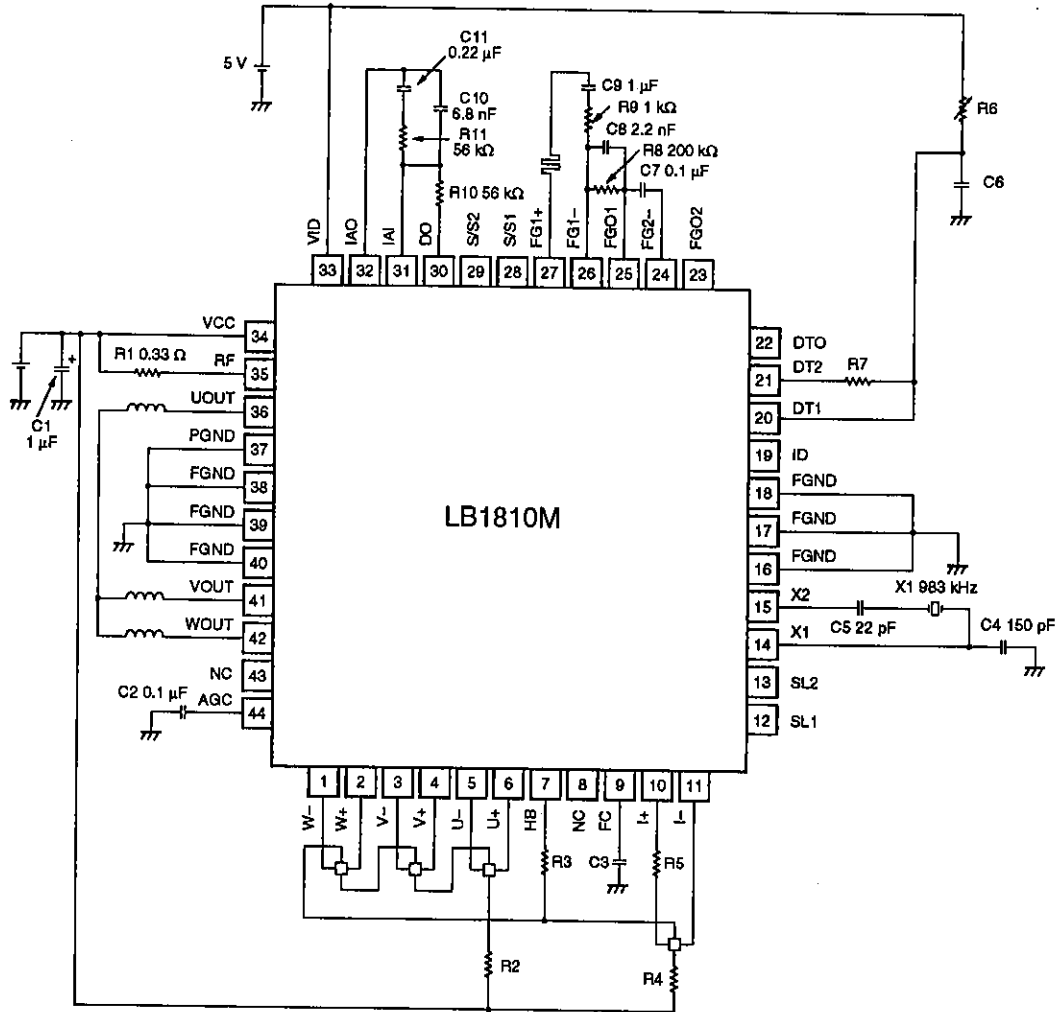 5 V
C11
0.22 µF
C10
6.8 nF
R11
56 kΩ
R10 56 kΩ
C9 1 µF
R9 1 kΩ
C8 2.2 nF
R8 200 kΩ
C7 0.1 µF
R6
C6
VID
IAO
IAI
DO
S/S2
S/S1
FG1+
FG1–
FGO1
FG2–
FGO2
33
32
31
30
29
28
27
26
25
24
23
VCC
34
R1 0.33 Ω
RF
35
C1
1 µF
+
UOUT
36
PGND
37
FGND
38
FGND
39
FGND
40
VOUT
41
WOUT
42
NC
43
C2 0.1 µF
AGC
44
LB1810M
22
DTO
21
DT2
R7
20
DT1
19
ID
18
FGND
17
FGND
16
FGND
15
X2
X1 983 kHz
C5 22 pF
C4 150 pF
14
X1
13
SL2
12
SL1
1
2
3
4
5
6
7
8
9
10
11
W–
W+
V–
V+
U–
U+
HB
NC
FC
I+
I–
R3
C3
R5
R2
R4